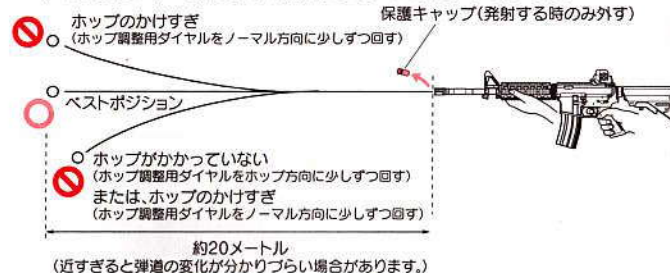 ホップのかけすぎ
(ホップ調整用ダイヤルをノーマル方向に少しずつ回す)
保護キャップ(発射する時のみ外す)
ベストポジション
ホップがかかっていない
(ホップ調整用ダイヤルをホップ方向に少しずつ回す)
または、ホップのかけすぎ
(ホップ調整用ダイヤルをノーマル方向に少しずつ回す)
約20メートル
(近すぎると弾道の変化が分かりづらい場合があります。)